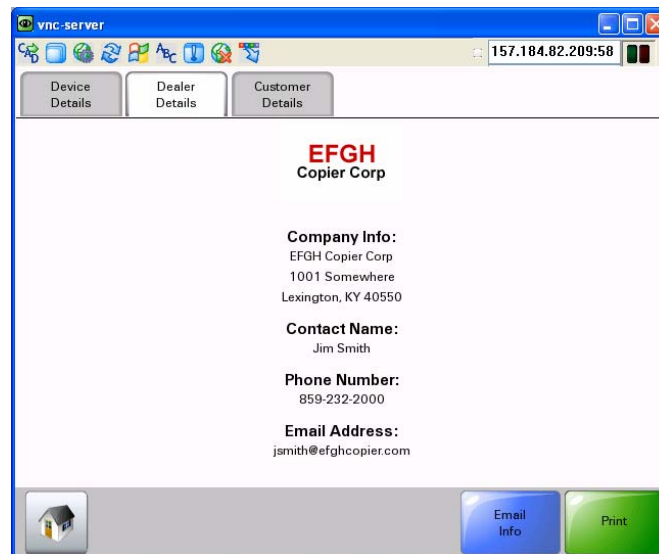 vnc-server
157.184.82.209:58
Device
Details
Dealer
Details
Customer
Details
EFGH
Copier Corp
Company Info:
EFGH Copier Corp
1001 Somewhere
Lexington, KY 40550
Contact Name:
Jim Smith
Phone Number:
859-232-2000
Email Address:
jsmith@efghcopier.com
Email
Info
Print